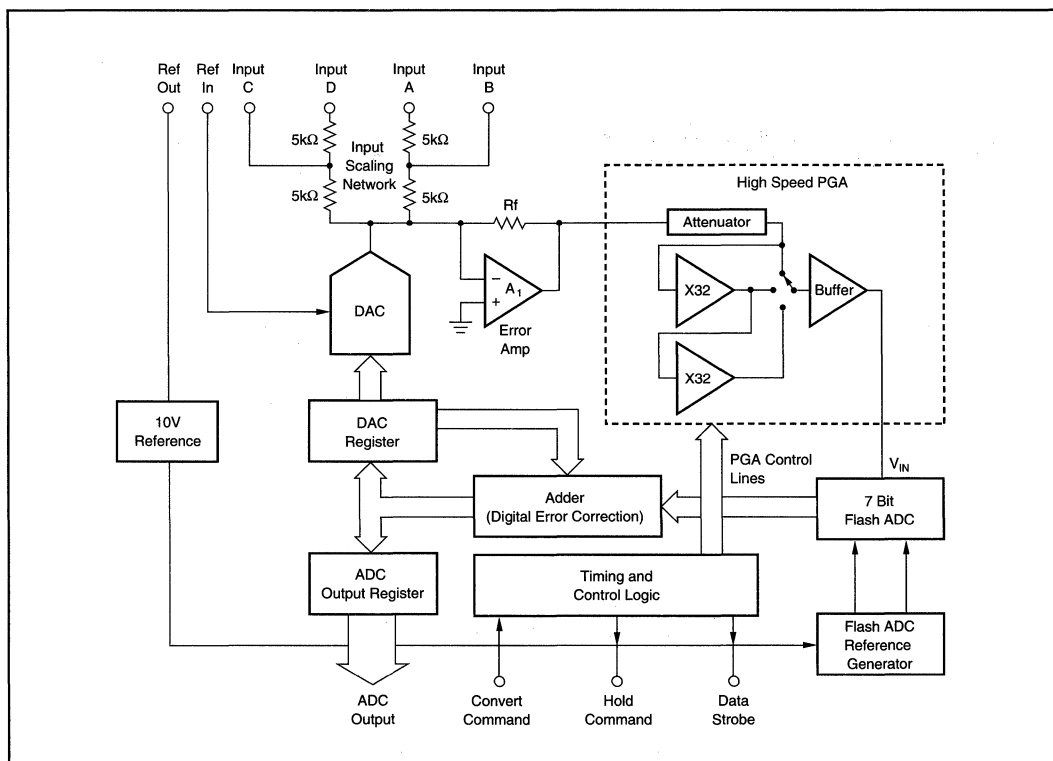 Ref
Out
Ref
In
Input
C
Input
D
Input
A
Input
B
5kΩ
5kΩ
Input
Scaling
Network
5kΩ
5kΩ
Rf
High Speed PGA
Attenuator
X32
Buffer
X32
DAC
−
A1
+
Error
Amp
10V
Reference
DAC
Register
PGA Control
Lines
VIN
Adder
(Digital Error Correction)
7 Bit
Flash ADC
ADC
Output Register
Timing and
Control Logic
Flash ADC
Reference
Generator
ADC
Output
Convert
Command
Hold
Command
Data
Strobe